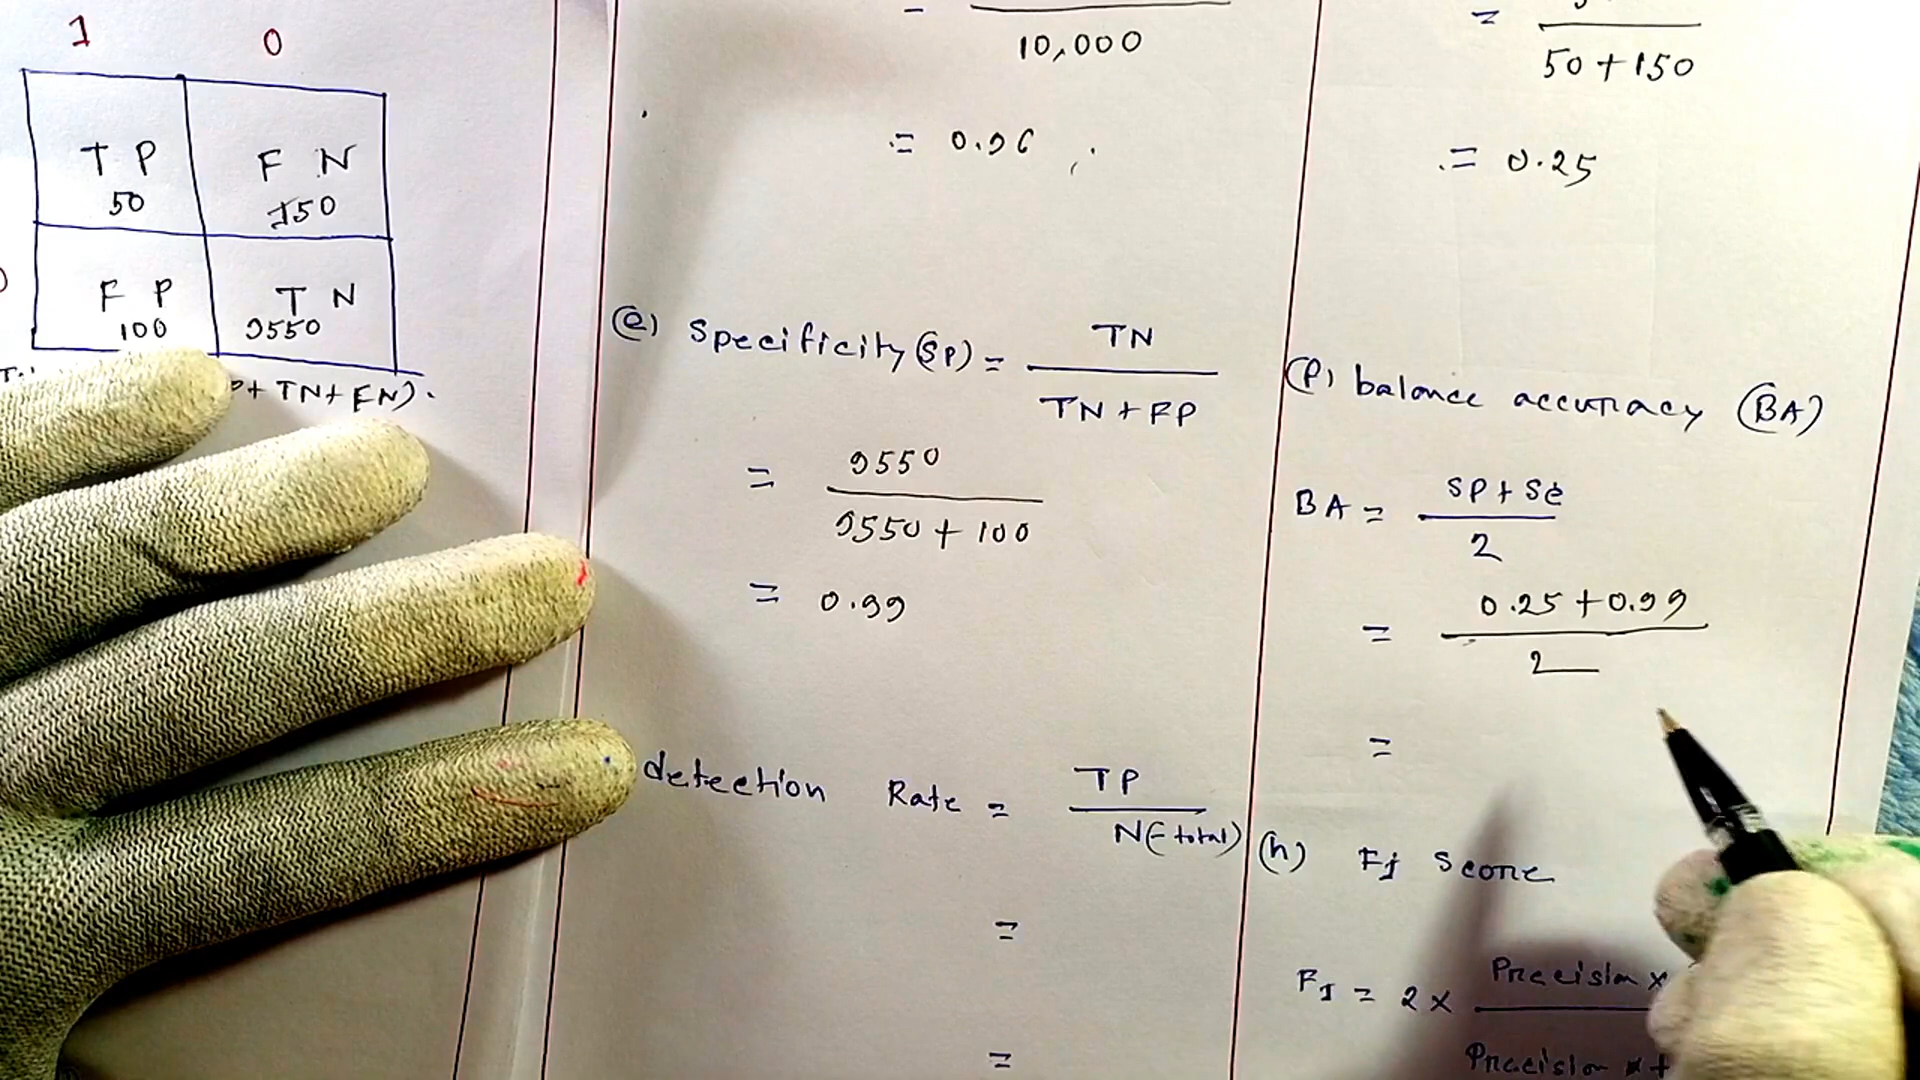 1 0
T P F N
50 150
F P T N
100 9550
+ TN + FN).
=
10,000
= 0.96
(e) Specificity (SP) = TN
TN + FP
= 9550
9550 + 100
= 0.99
detection Rate = TP
N(total)
=
=
=
50 + 150
= 0.25
(f) balance accuracy (BA)
BA = SP + Se
2
= 0.25 + 0.99
2
=
(h) F1 Score
F1 = 2 x Precision x
Precision +